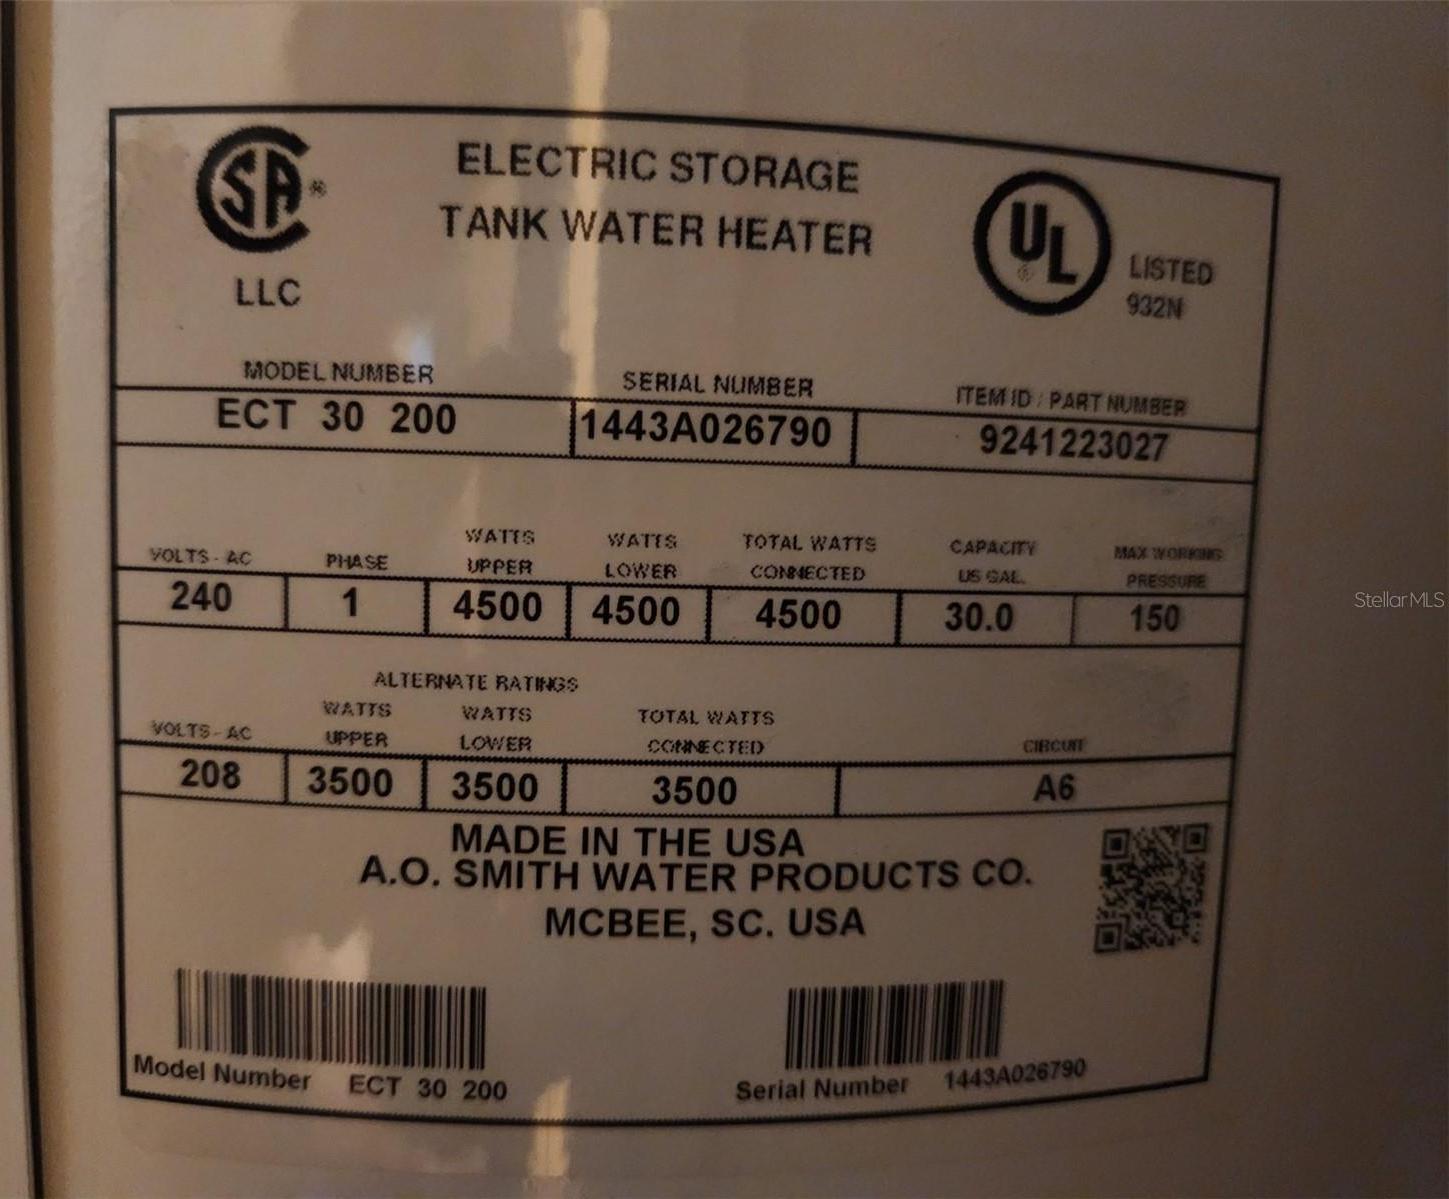 CSA®
LLC
ELECTRIC STORAGE
TANK WATER HEATER
UL®
LISTED
932N
MODEL NUMBER SERIAL NUMBER ITEM ID / PART NUMBER
ECT 30 200 1443A026790 9241223027
VOLTS - AC PHASE WATTS UPPER WATTS LOWER TOTAL WATTS CONNECTED CAPACITY US GAL. MAX WORKING PRESSURE
240 1 4500 4500 4500 30.0 150
ALTERNATE RATINGS
VOLTS - AC WATTS UPPER WATTS LOWER TOTAL WATTS CONNECTED CIRCUIT
208 3500 3500 3500 A6
MADE IN THE USA
A.O. SMITH WATER PRODUCTS CO.
MCBEE, SC. USA
Model Number ECT 30 200
Serial Number 1443A026790
StellarMLS